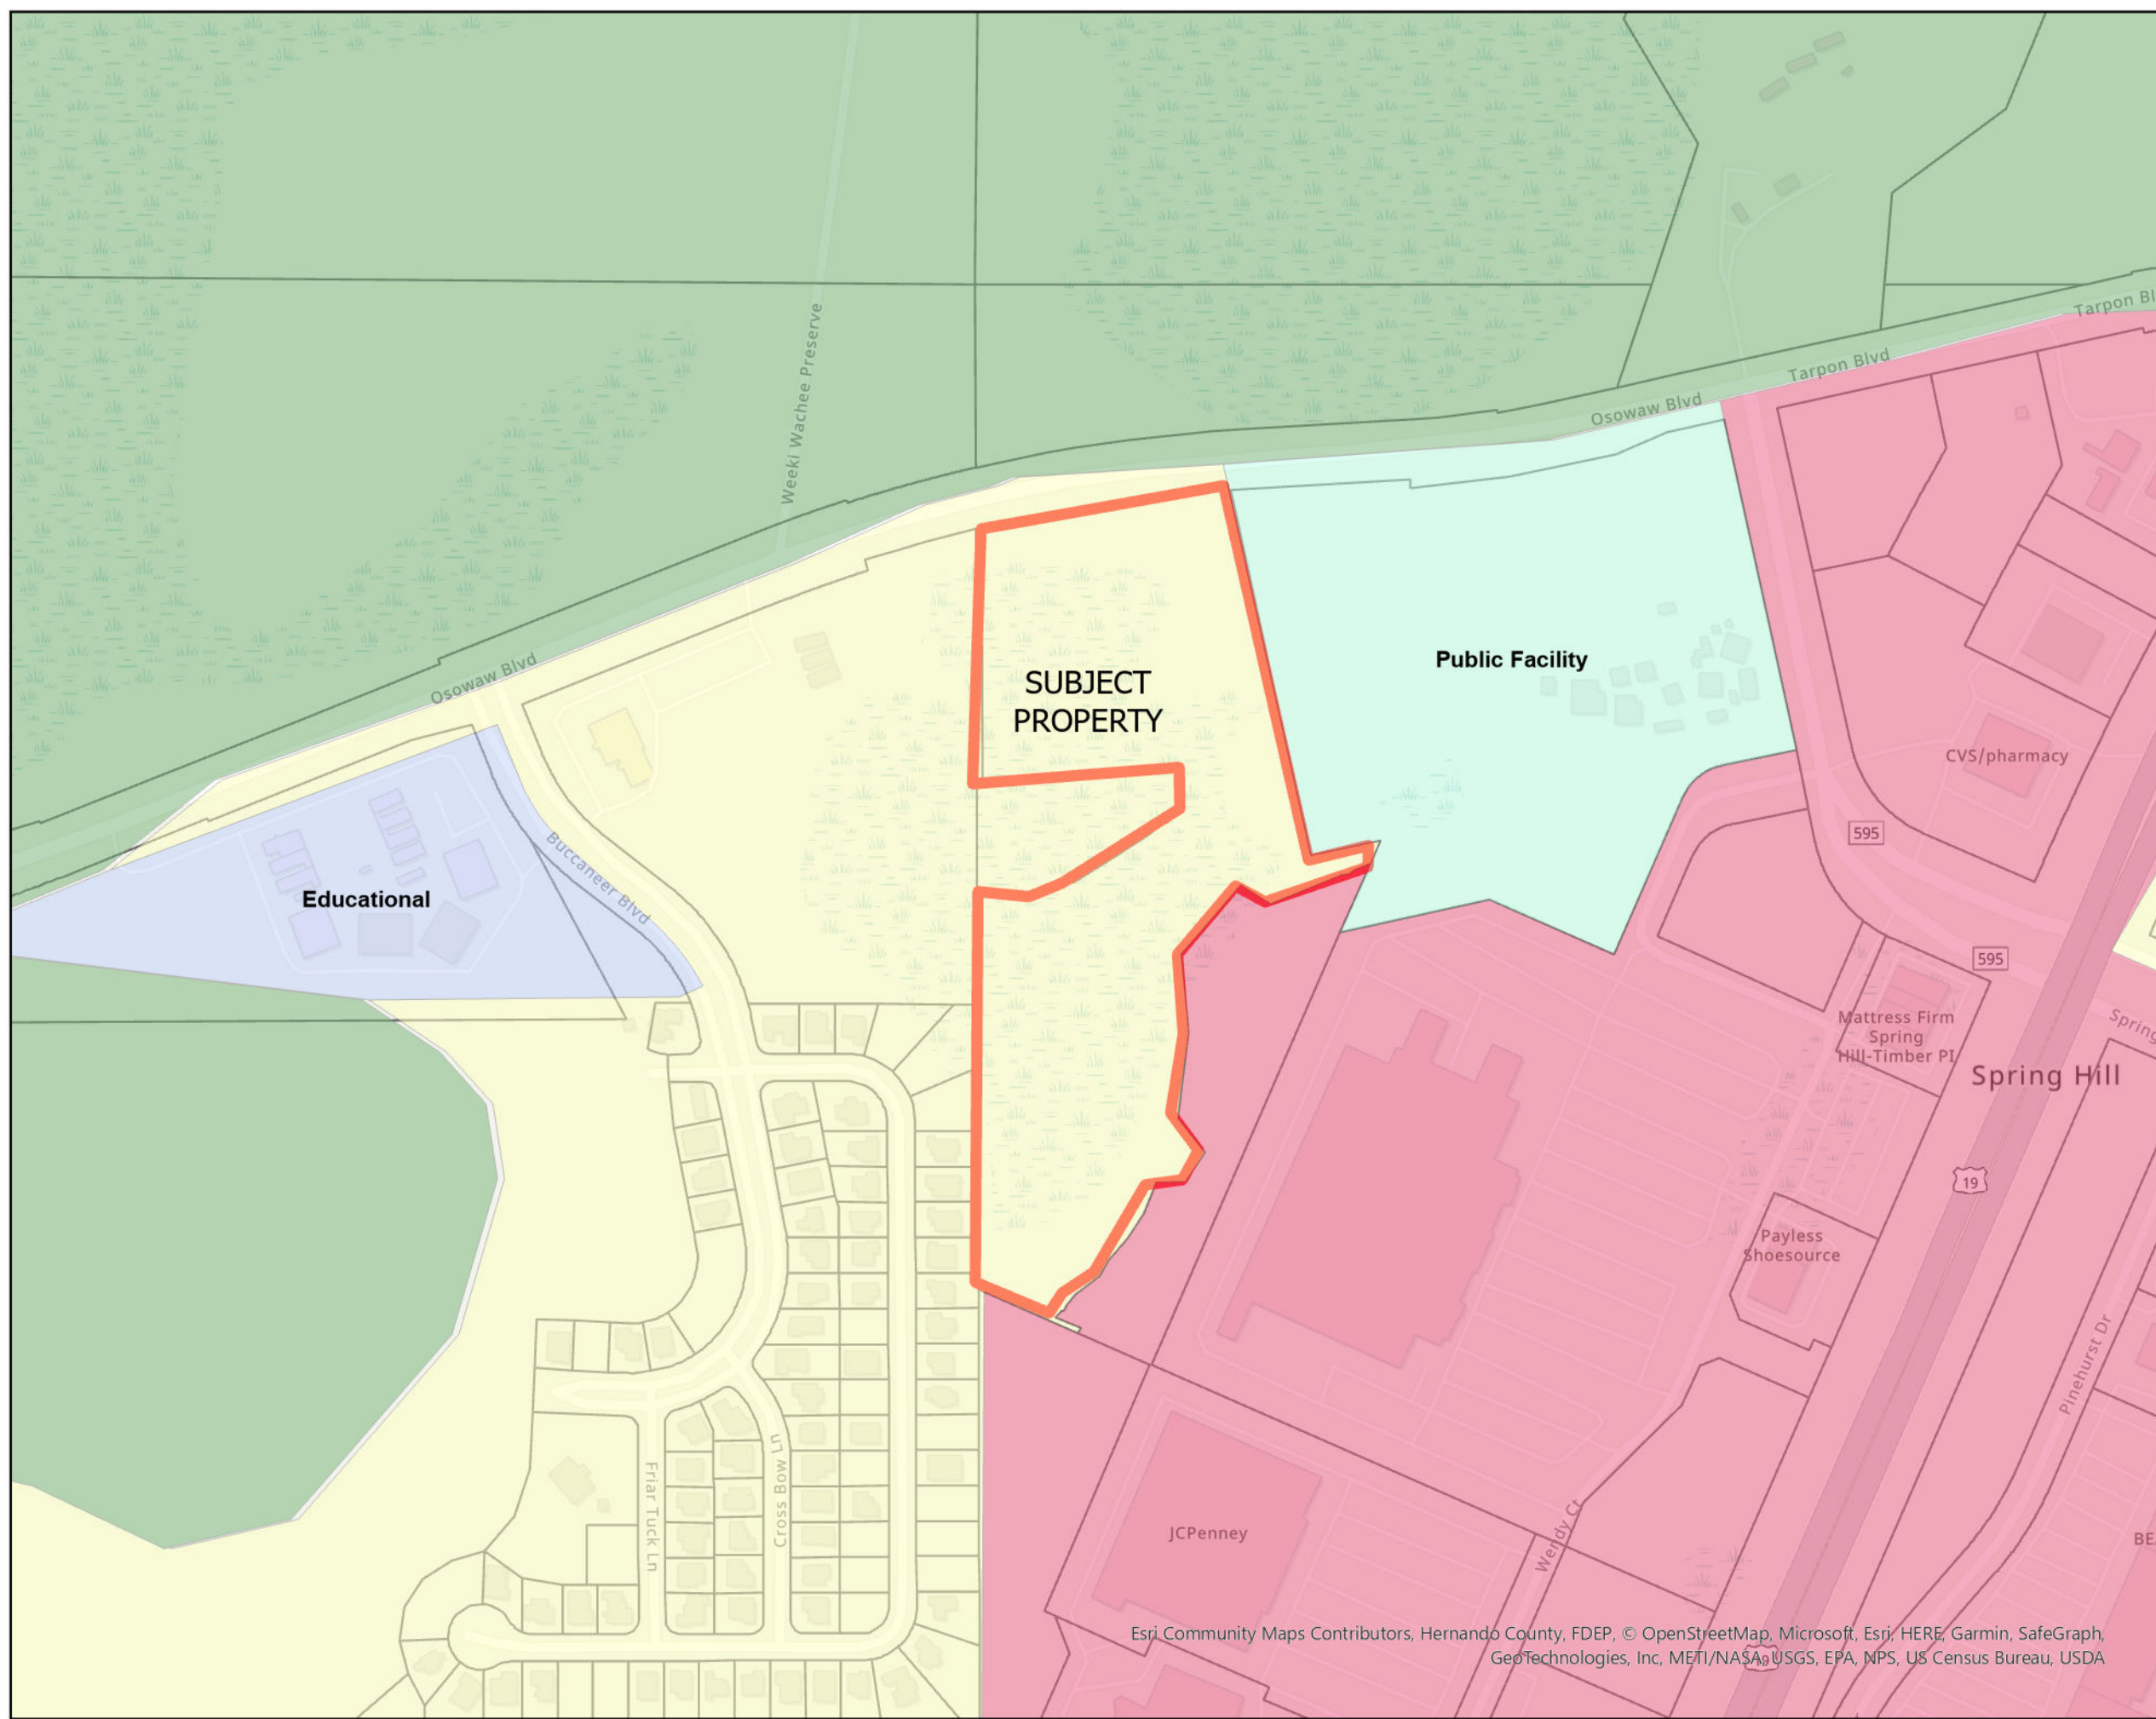 Tarpon Bl
Tarpon Blvd
Osowaw Blvd
Weeki Wachee Preserve
Osowaw Blvd
SUBJECT
PROPERTY
Public Facility
CVS/pharmacy
595
Buccaneer Blvd
Educational
595
Mattress Firm
Spring
Hill-Timber Pl
Spring
Spring Hill
19
Payless
Shoesource
Pinehurst Dr
Friar Tuck Ln
Cross Bow Ln
JCPenney
Wendy Ct
BE
Esri Community Maps Contributors, Hernando County, FDEP, © OpenStreetMap, Microsoft, Esri, HERE, Garmin, SafeGraph,
GeoTechnologies, Inc, METI/NASA, USGS, EPA, NPS, US Census Bureau, USDA
19